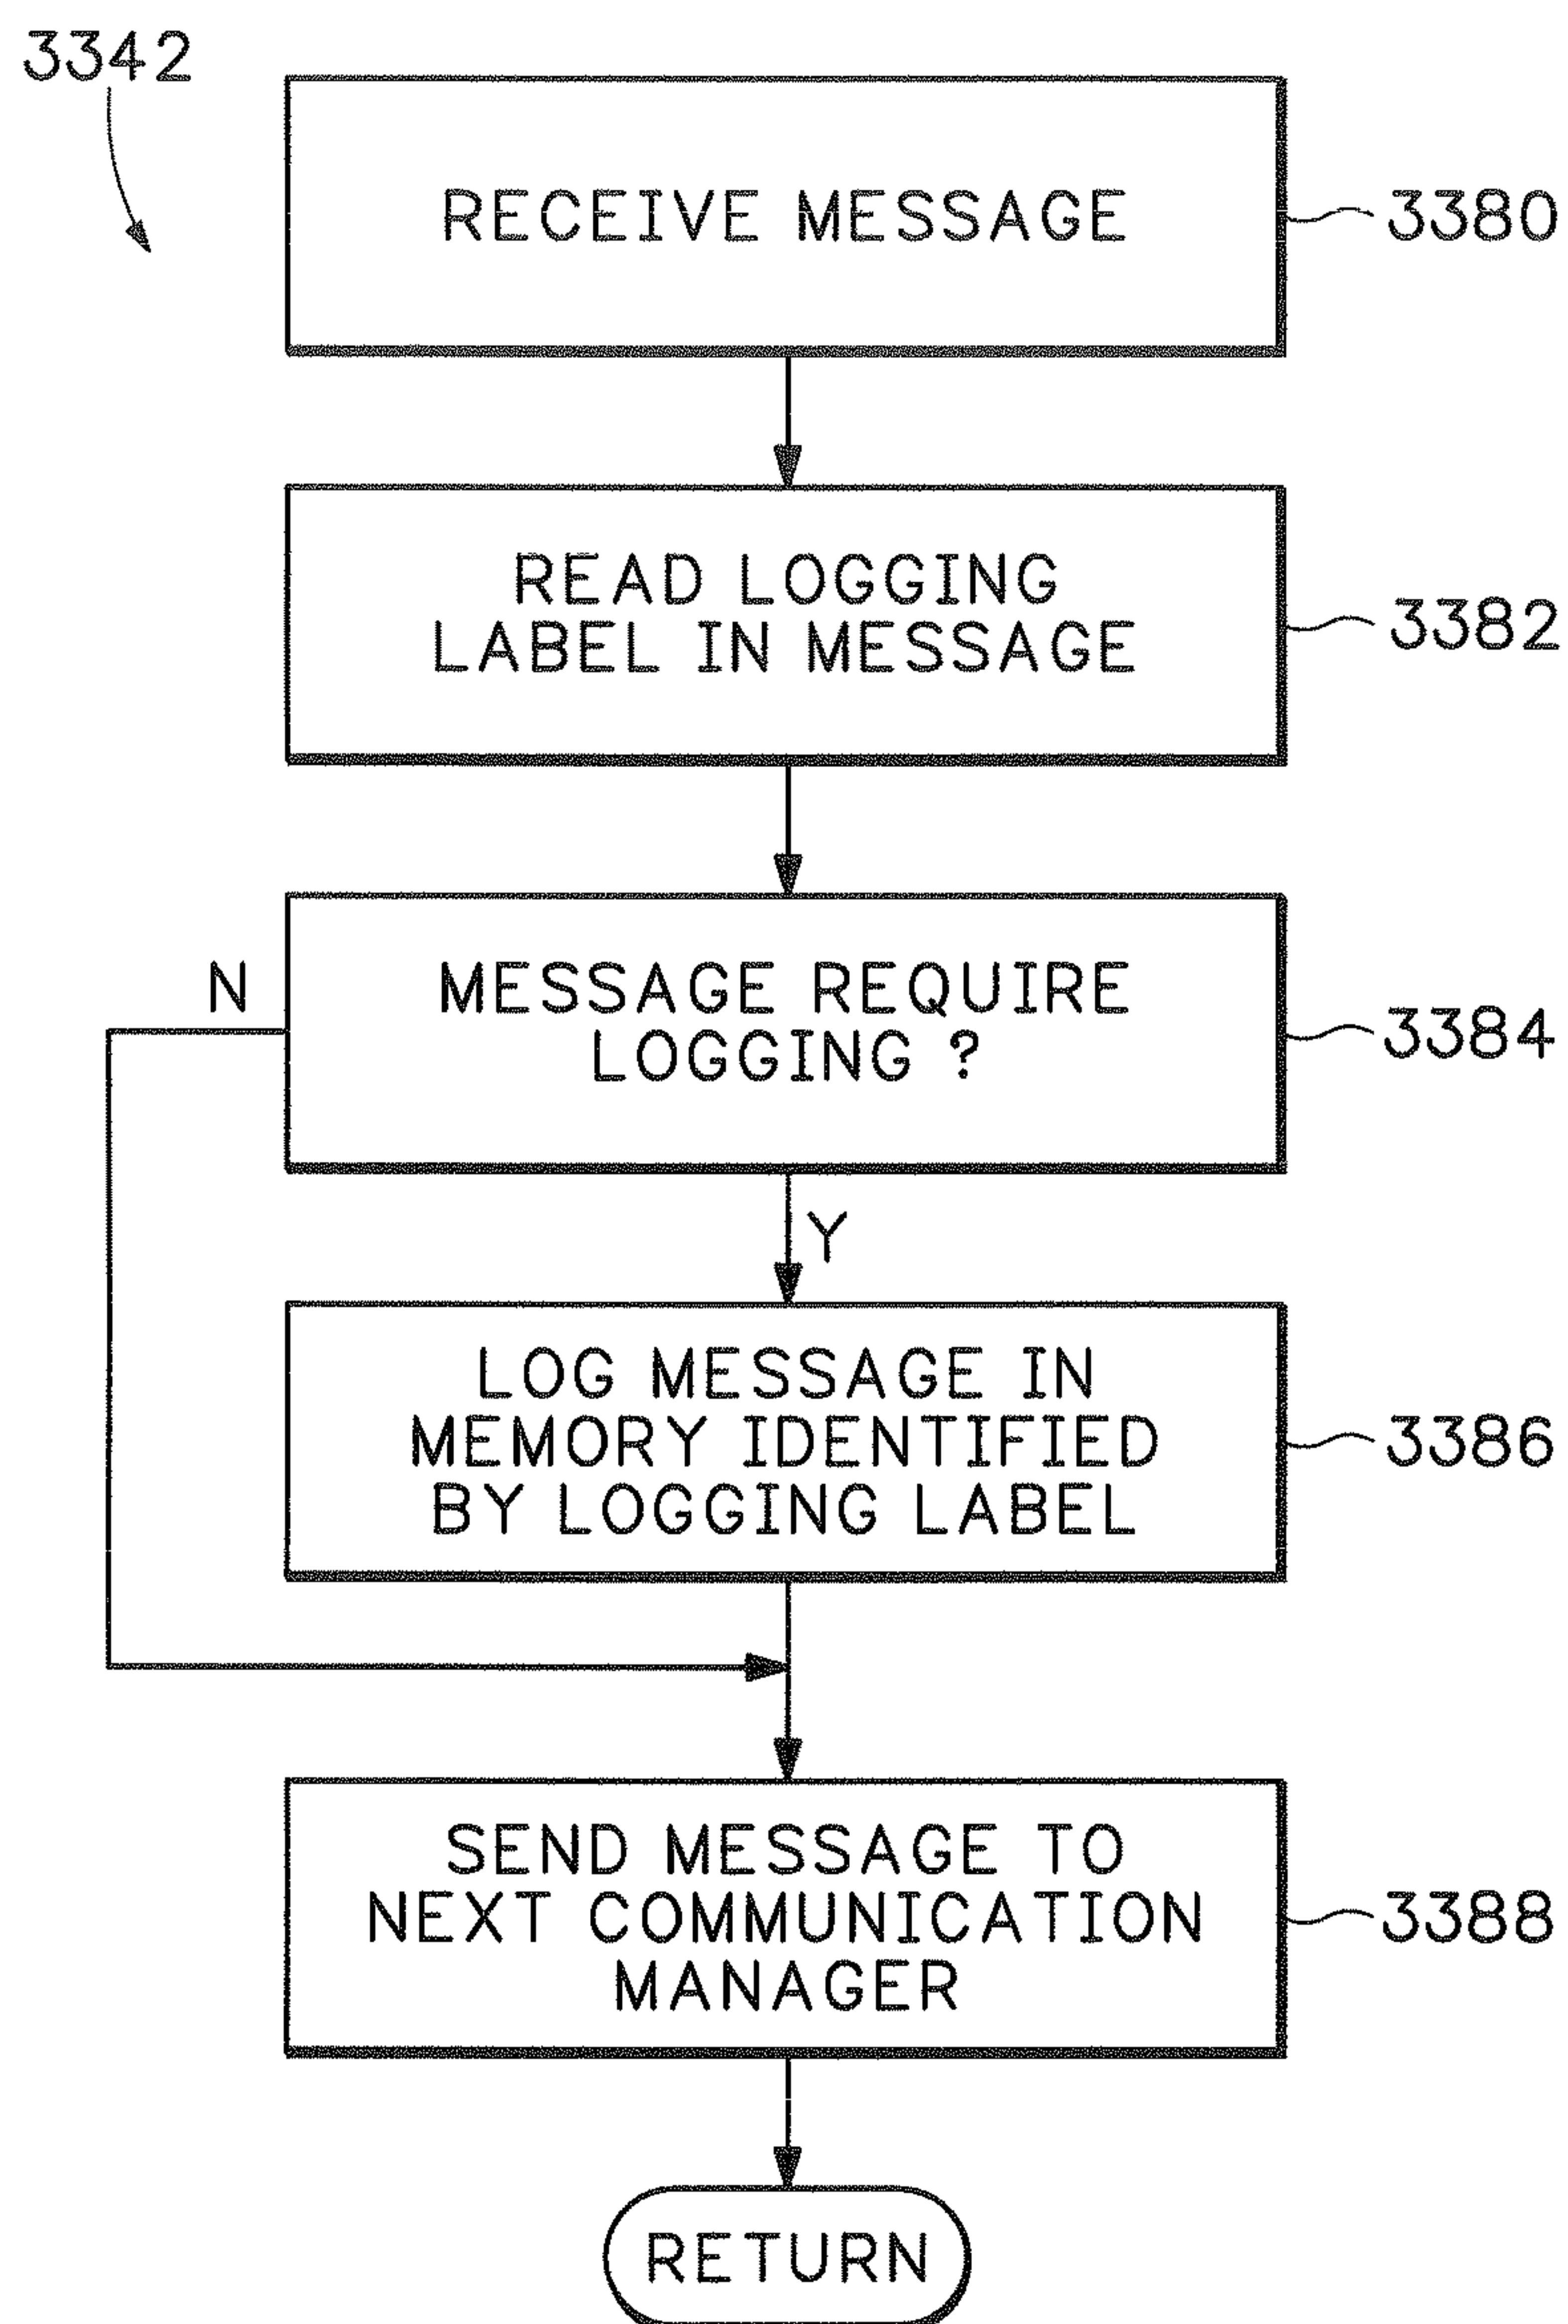 3342
RECEIVE MESSAGE
3380
READ LOGGING
LABEL IN MESSAGE
3382
N
MESSAGE REQUIRE
LOGGING ?
3384
Y
LOG MESSAGE IN
MEMORY IDENTIFIED
BY LOGGING LABEL
3386
SEND MESSAGE TO
NEXT COMMUNICATION
MANAGER
3388
RETURN